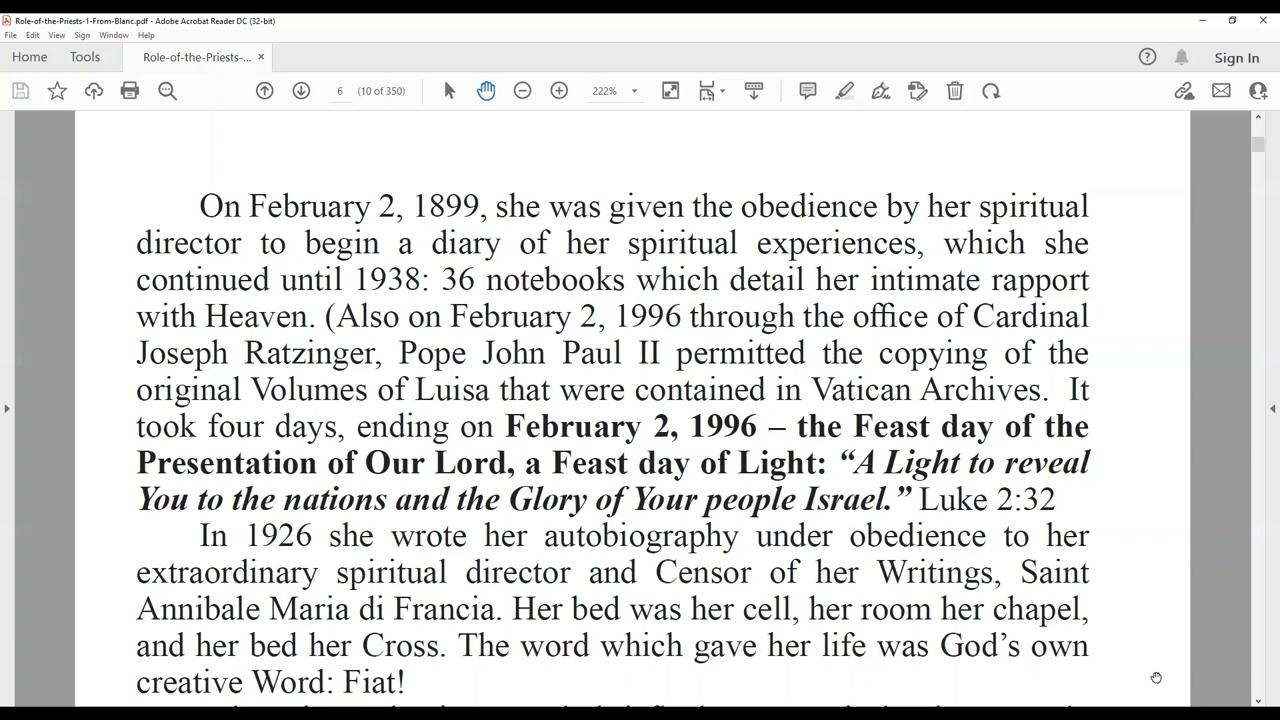 Role-of-the-Priests-1-From-Blanc.pdf - Adobe Acrobat Reader DC (32-bit)
File Edit View Sign Window Help
Home Tools Role-of-the-Priests-... × Sign In
6 (10 of 350) 222%
On February 2, 1899, she was given the obedience by her spiritual
director to begin a diary of her spiritual experiences, which she
continued until 1938: 36 notebooks which detail her intimate rapport
with Heaven. (Also on February 2, 1996 through the office of Cardinal
Joseph Ratzinger, Pope John Paul II permitted the copying of the
original Volumes of Luisa that were contained in Vatican Archives. It
took four days, ending on February 2, 1996 – the Feast day of the
Presentation of Our Lord, a Feast day of Light: “A Light to reveal
You to the nations and the Glory of Your people Israel.” Luke 2:32
In 1926 she wrote her autobiography under obedience to her
extraordinary spiritual director and Censor of her Writings, Saint
Annibale Maria di Francia. Her bed was her cell, her room her chapel,
and her bed her Cross. The word which gave her life was God’s own
creative Word: Fiat!